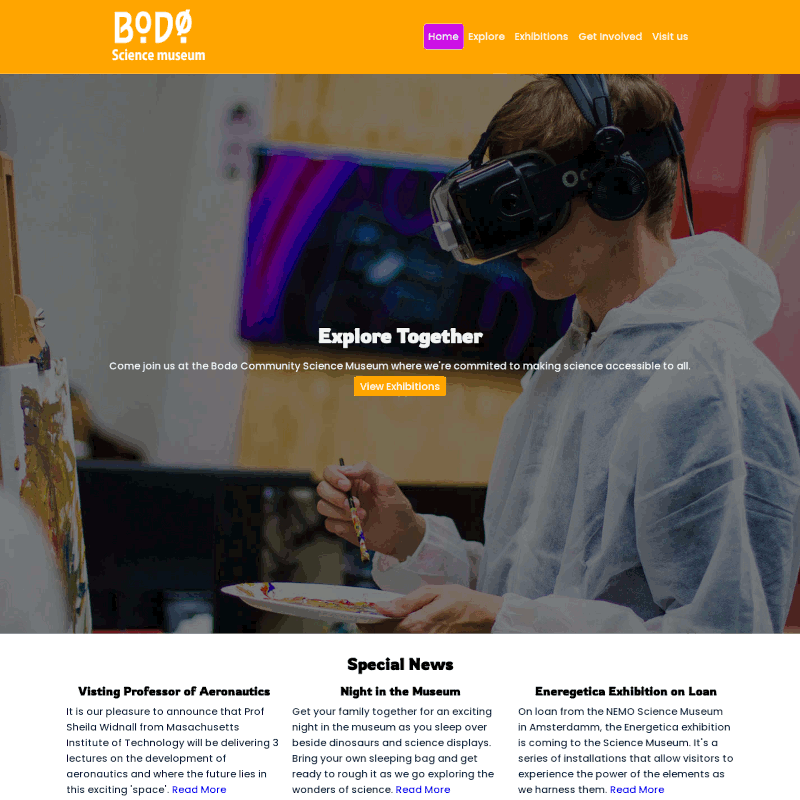 BODØ
Science museum
Home Explore Exhibitions Get Involved Visit us
Explore Together
Come join us at the Bodø Community Science Museum where we're commited to making science accessible to all.
View Exhibitions
Special News
Visting Professor of Aeronautics
It is our pleasure to announce that Prof
Sheila Widnall from Masachusetts
Institute of Technology will be delivering 3
lectures on the development of
aeronautics and where the future lies in
this exciting 'space'. Read More
Night in the Museum
Get your family together for an exciting
night in the museum as you sleep over
beside dinosaurs and science displays.
Bring your own sleeping bag and get
ready to rough it as we go exploring the
wonders of science. Read More
Eneregetica Exhibition on Loan
On loan from the NEMO Science Museum
in Amsterdamm, the Energetica exhibition
is coming to the Science Museum. It's a
series of installations that allow visitors to
experience the power of the elements as
we harness them. Read More